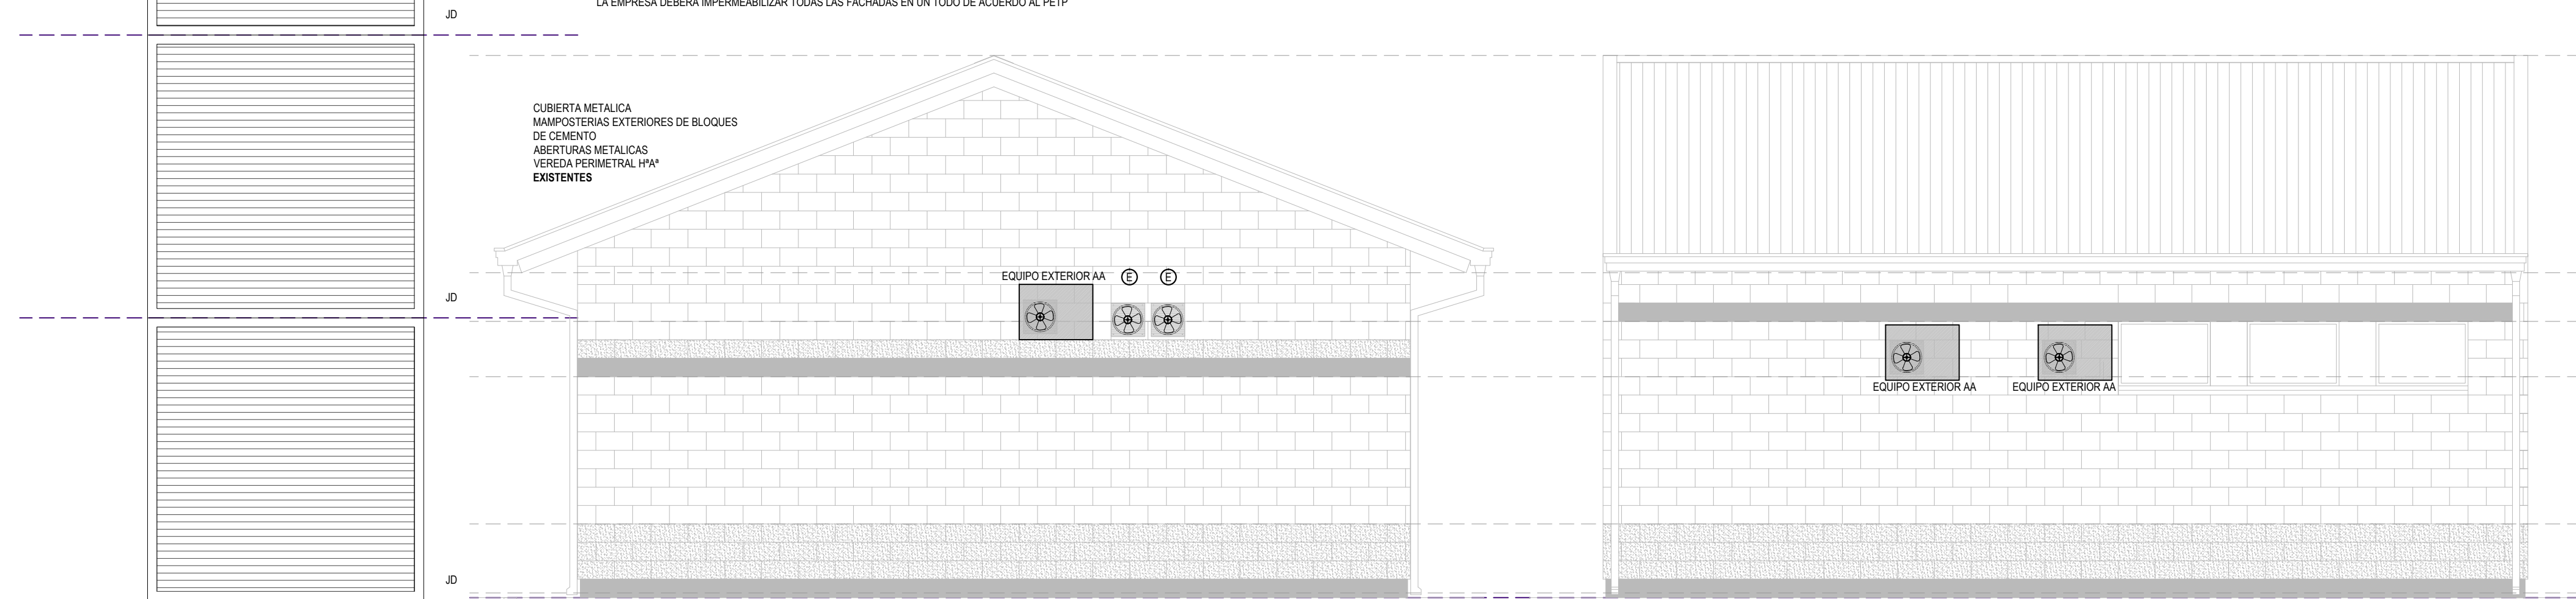 JD
LA EMPRESA DEBERÁ IMPERMEABILIZAR TODAS LAS FACHADAS EN UN TODO DE ACUERDO AL PETP
CUBIERTA METALICA
MAMPOSTERIAS EXTERIORES DE BLOQUES
DE CEMENTO
ABERTURAS METALICAS
VEREDA PERIMETRAL HªAª
EXISTENTES
EQUIPO EXTERIOR AA E E
JD
EQUIPO EXTERIOR AA EQUIPO EXTERIOR AA
JD